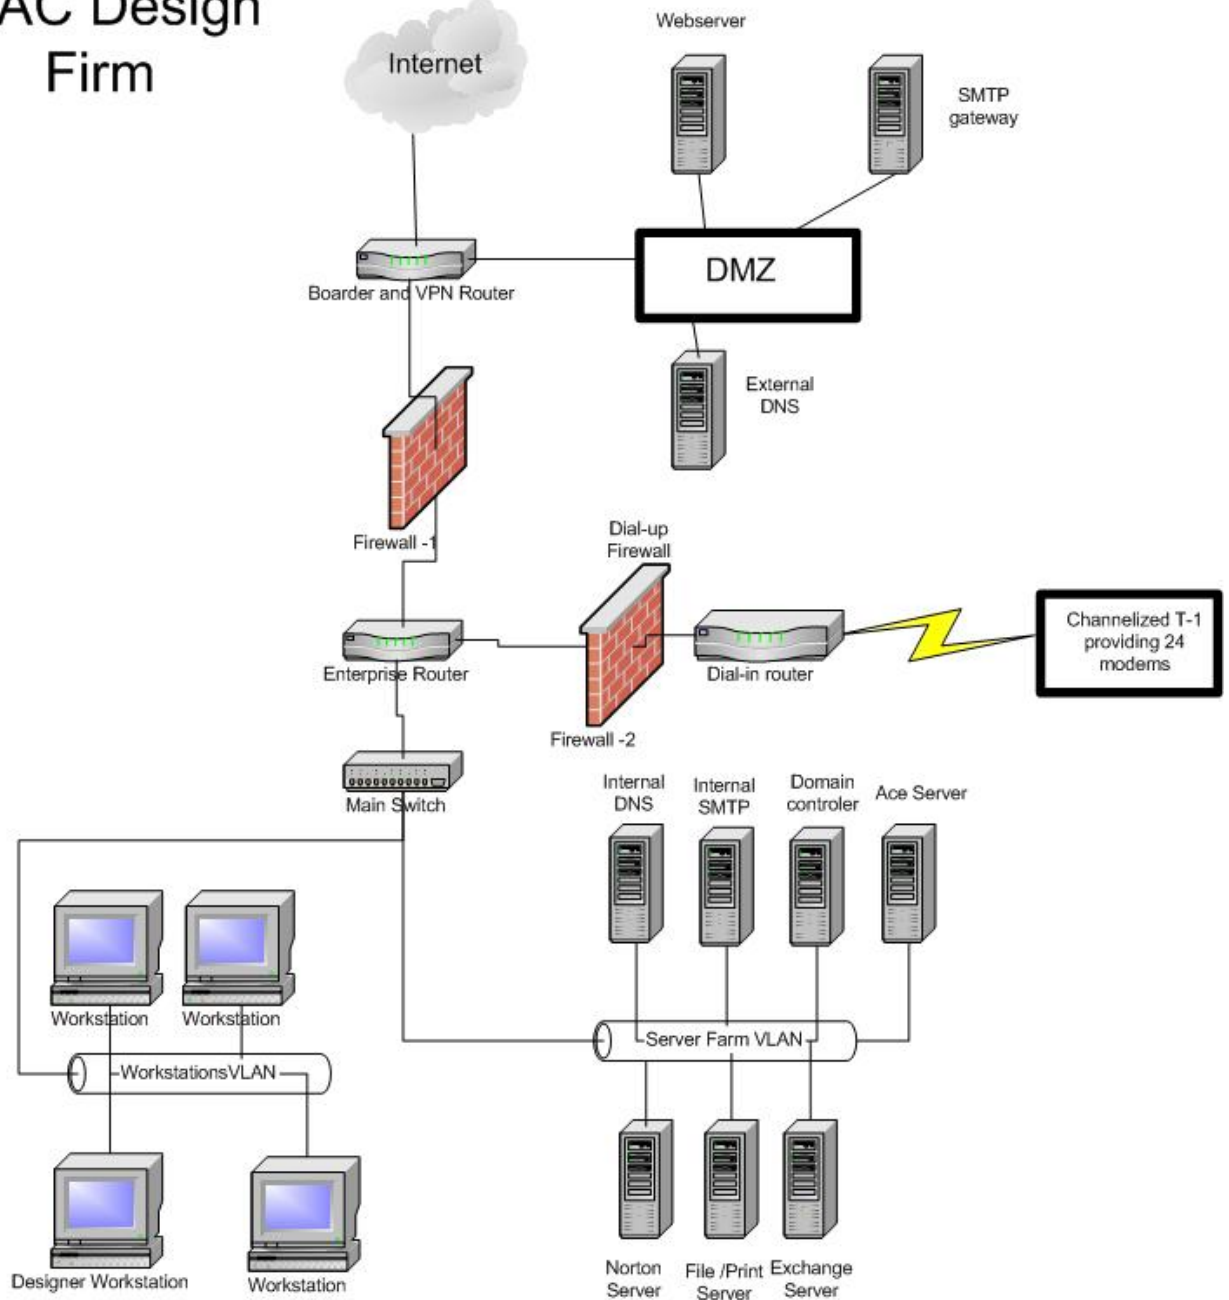 AC Design
Firm
Internet
Webserver
SMTP
gateway
DMZ
Boarder and VPN Router
External
DNS
Firewall -1
Dial-up
Firewall
Channelized T-1
providing 24
modems
Enterprise Router
Dial-in router
Firewall -2
Main Switch
Internal
DNS
Internal
SMTP
Domain
controler
Ace Server
Workstation
Workstation
Server Farm VLAN
WorkstationsVLAN
Designer Workstation
Workstation
Norton
Server
File /Print
Server
Exchange
Server